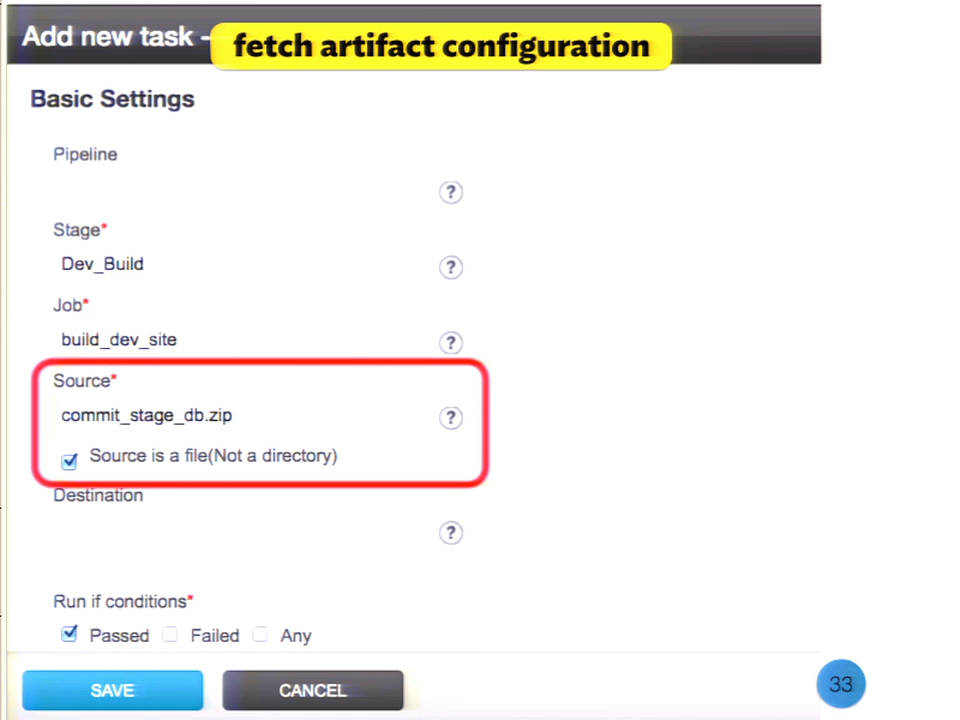 Add new task -
fetch artifact configuration
Basic Settings
Pipeline
?
Stage*
Dev_Build
?
Job*
build_dev_site
?
Source*
commit_stage_db.zip
?
Source is a file(Not a directory)
Destination
?
Run if conditions*
Passed Failed Any
SAVE CANCEL
33